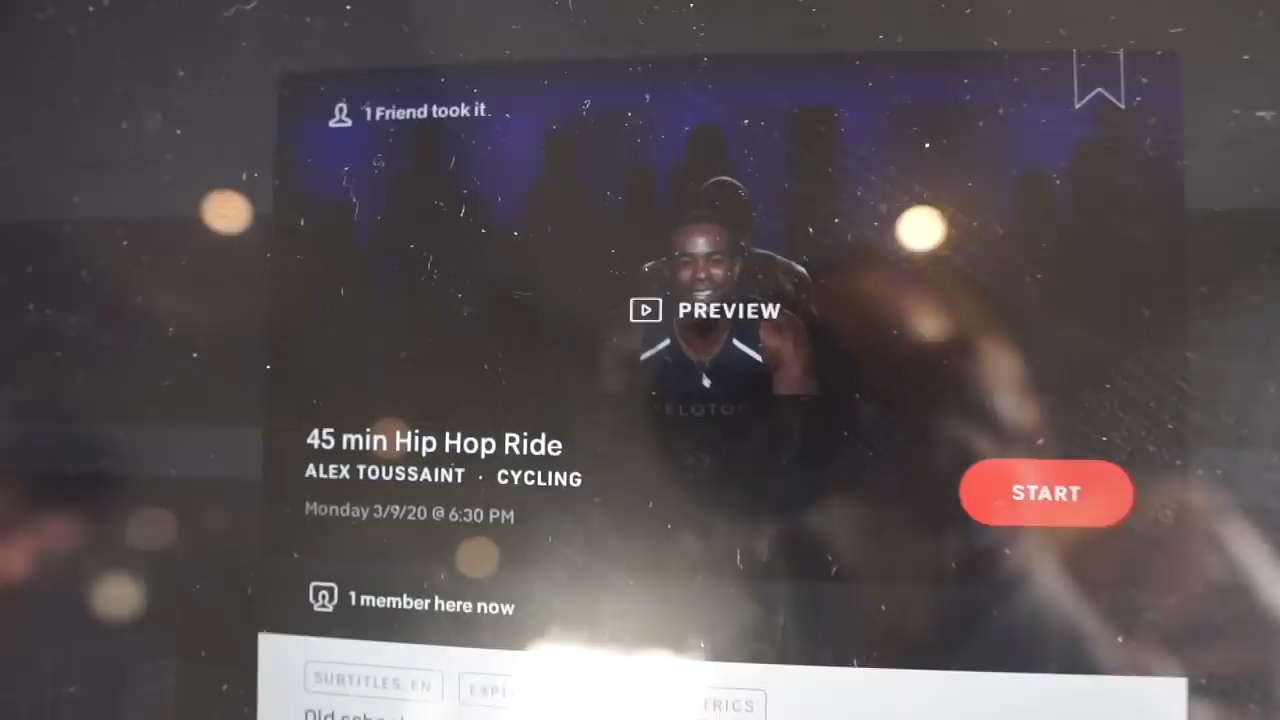 1 Friend took it
PREVIEW
45 min Hip Hop Ride
ALEX TOUSSAINT · CYCLING
Monday 3/9/20 @ 6:30 PM
START
1 member here now
SUBTITLES: EN